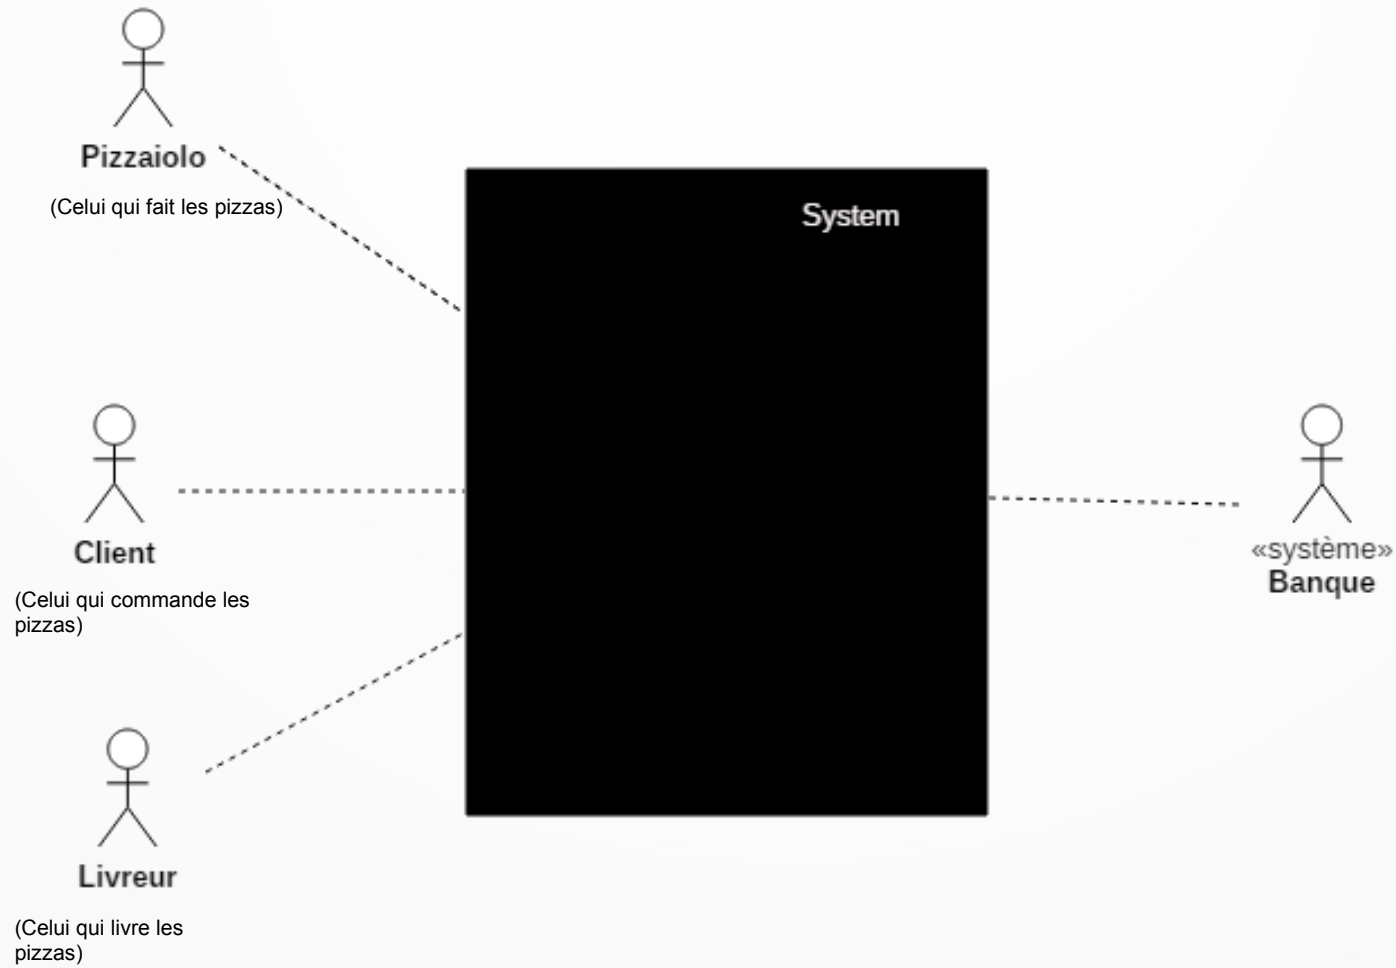 Pizzaiolo
(Celui qui fait les pizzas)
System
Client
(Celui qui commande les
pizzas)
«système»
Banque
Livreur
(Celui qui livre les
pizzas)